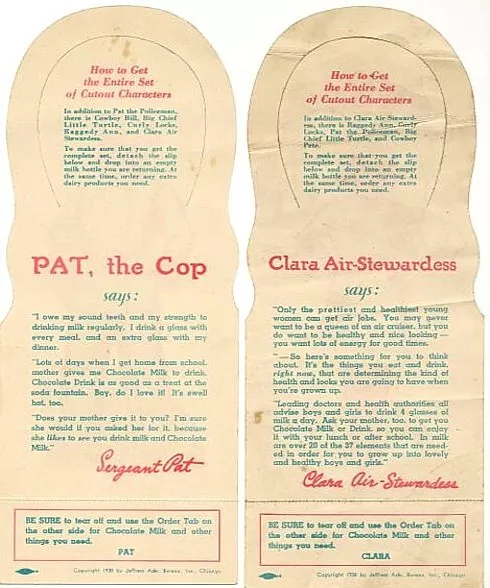 How to Get
the Entire Set
of Cutout Characters
In addition to Pat the Policeman,
there is Cowboy Bill, Big Chief
Little Turtle, Curly Locks,
Raggedy Ann, and Clara Air
Stewardess.
To make sure that you get the
complete set, detach the slip
below and drop into an empty
milk bottle you are returning. At
the same time, order any extra
dairy products you need.
PAT, the Cop
says:
"I owe my sound teeth and my strength to
drinking milk regularly. I drink a glass with
every meal, and an extra glass with my
dinner.
"Lots of days when I get home from school,
mother gives me Chocolate Milk to drink.
Chocolate Drink is as good as a treat at the
soda fountain. Boy, do I love it! It's swell
hot, too.
"Does your mother give it to you? I'm sure
she would if you asked her for it, because
she likes to see you drink milk and Chocolate
Milk."
Sergeant Pat
BE SURE to tear off and use the Order Tab on
the other side for Chocolate Milk and other
things you need.
PAT
Copyright 1938 by Jeffress Adv. Bureau, Inc., Chicago
How to Get
the Entire Set
of Cutout Characters
In addition to Clara Air Steward-
ess, there is Raggedy Ann, Curly
Locks, Pat the Policeman, Big
Chief Little Turtle, and Cowboy
Pete.
To make sure that you get the
complete set, detach the slip
below and drop into an empty
milk bottle you are returning. At
the same time, order any extra
dairy products you need.
Clara Air-Stewardess
says:
"Only the prettiest and healthiest young
women can get air jobs. You may never
want to be a queen of an air cruiser, but you
do want to be healthy and nice looking—
you want lots of energy for good times.
"—So here's something for you to think
about. It's the things you eat and drink,
right now, that are determining the kind of
health and looks you are going to have when
you're grown up.
"Leading doctors and health authorities all
advise boys and girls to drink 4 glasses of
milk a day. Ask your mother, too, to get you
Chocolate Milk or Drink, so you can enjoy
it with your lunch or after school. In milk
are over 20 of the 37 elements that are need-
ed in order for you to grow up into lovely
and healthy boys and girls."
Clara Air-Stewardess
BE SURE to tear off and use the Order Tab on
the other side for Chocolate Milk and other
things you need.
CLARA
Copyright 1938 by Jeffress Adv. Bureau, Inc., Chicago